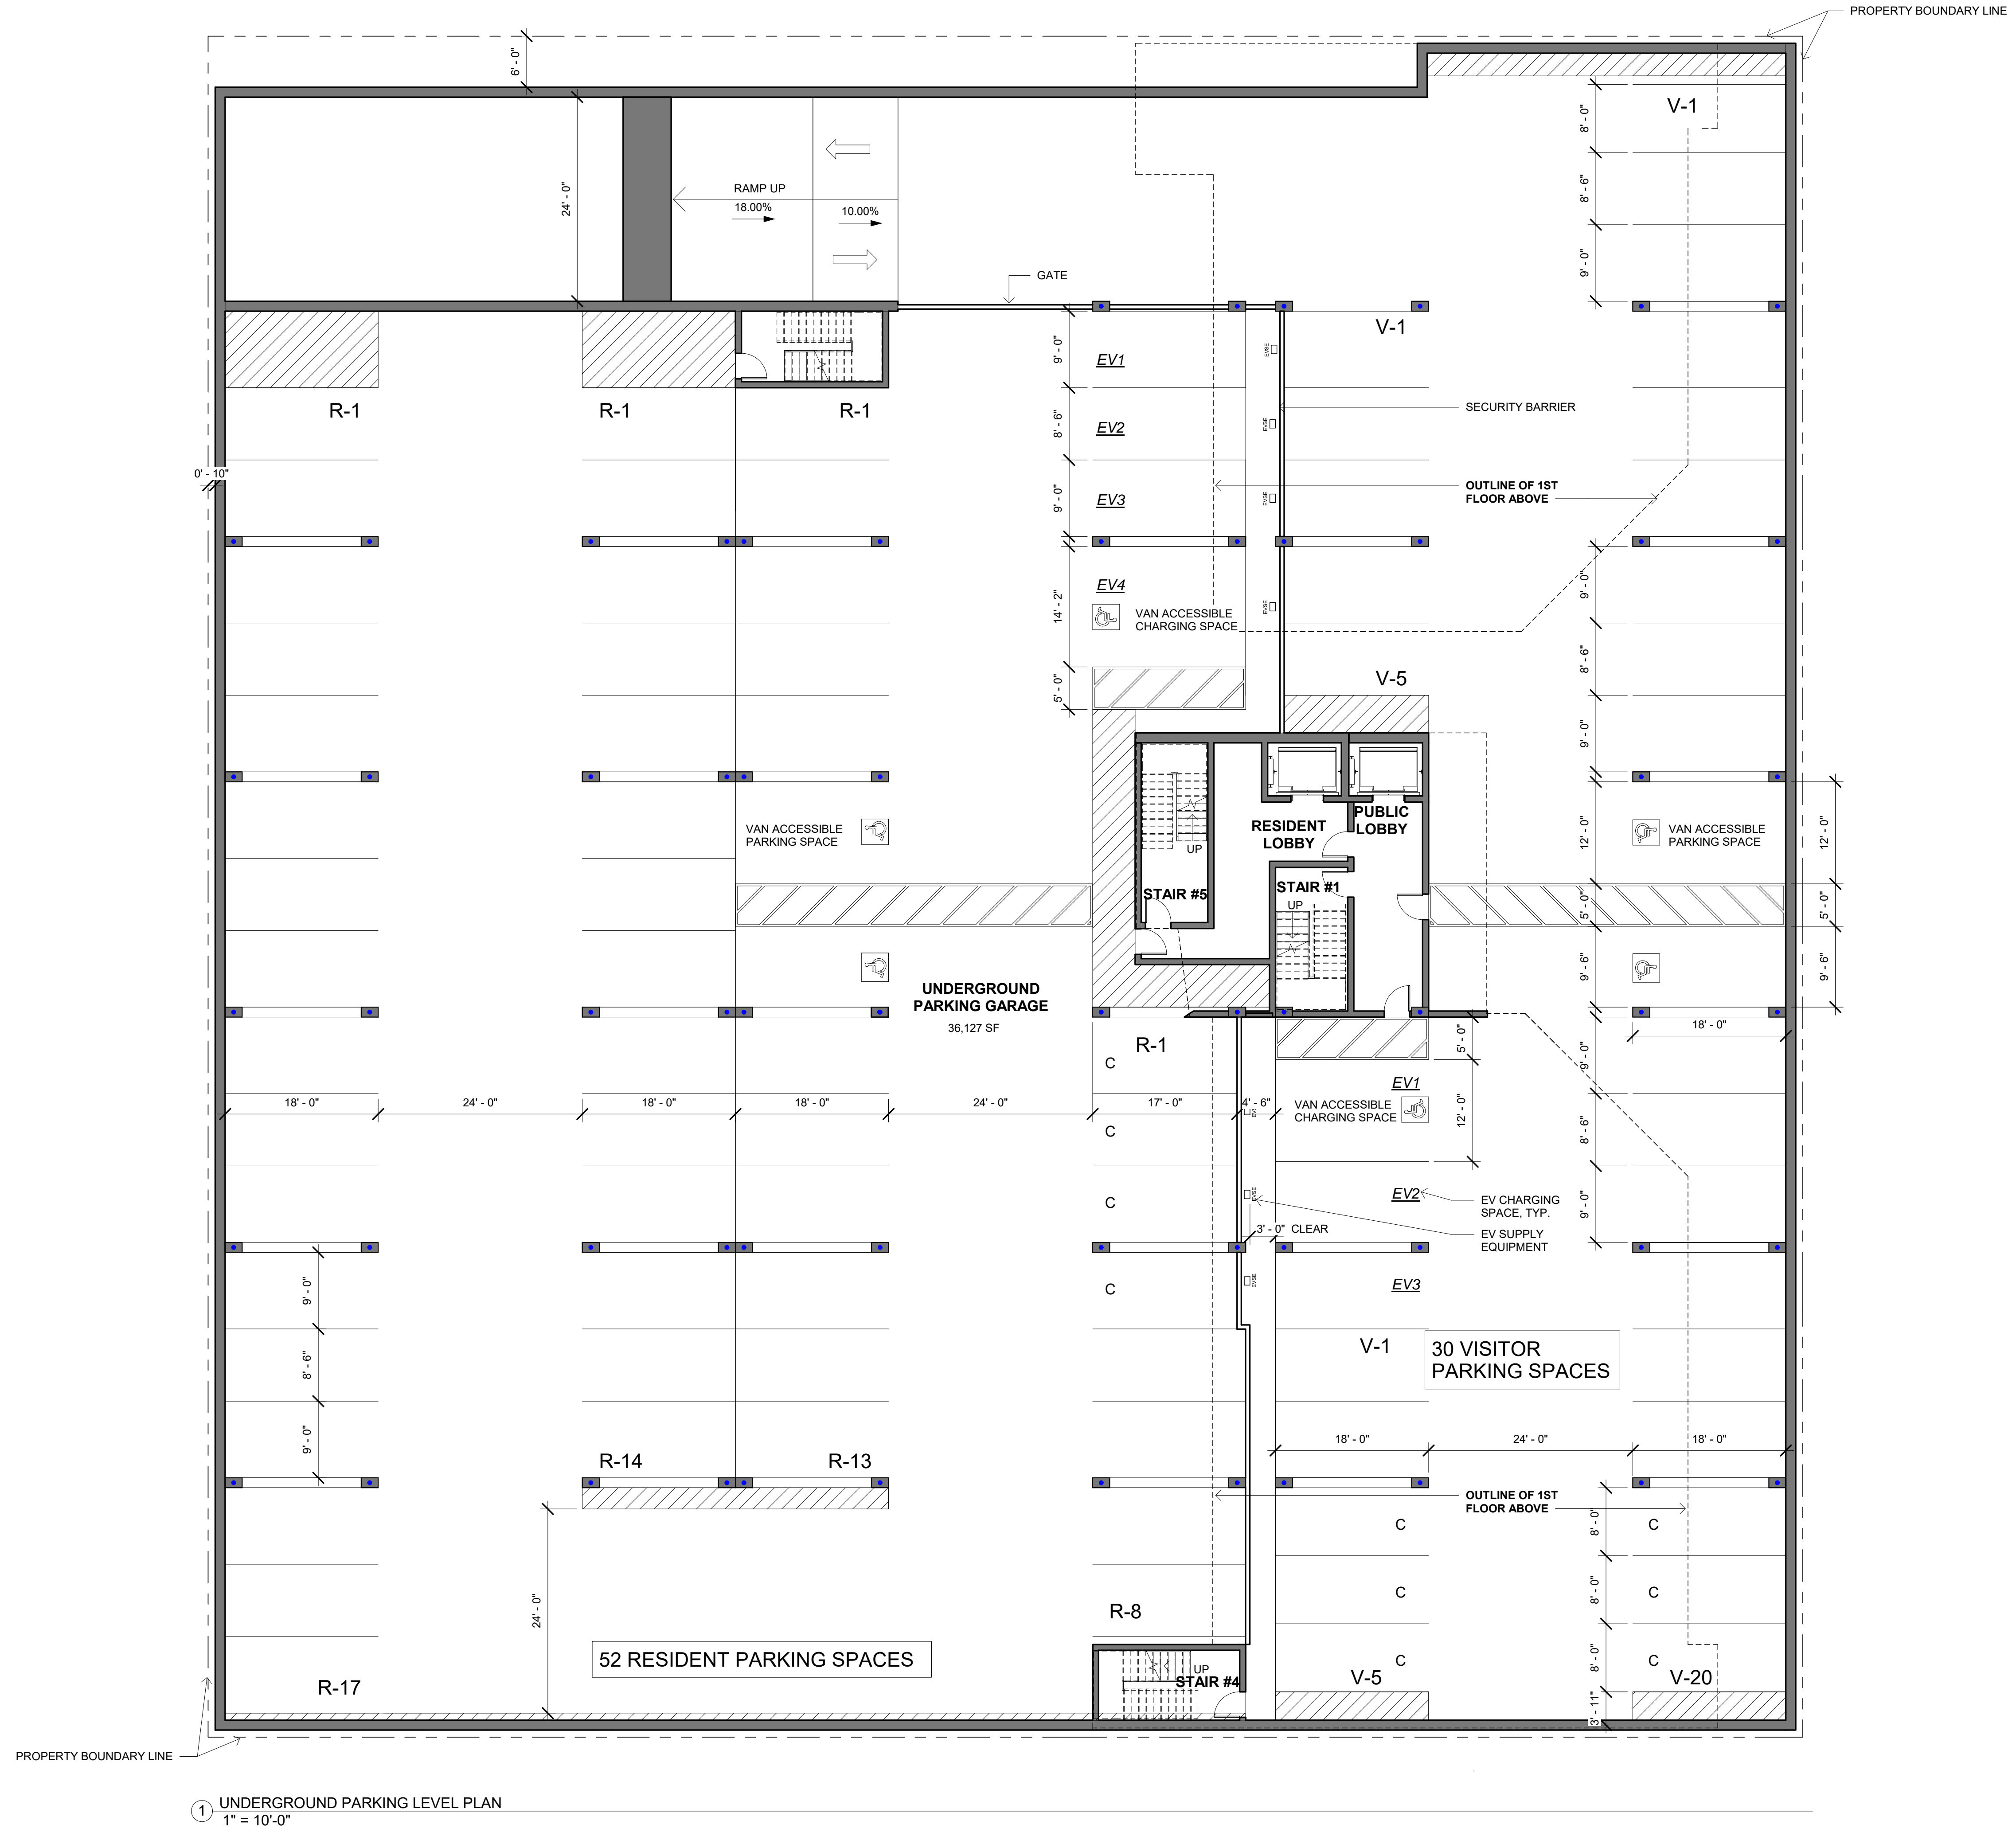 PROPERTY BOUNDARY LINE
6' - 0"
V-1
8' - 0"
24' - 0"
RAMP UP
18.00%
10.00%
8' - 6"
9' - 0"
GATE
V-1
9' - 0"
EV1
EVSE
R-1
R-1
R-1
8' - 6"
EV2
EVSE
SECURITY BARRIER
0' - 10"
9' - 0"
EV3
EVSE
OUTLINE OF 1ST
FLOOR ABOVE
14' - 2"
EV4
VAN ACCESSIBLE
CHARGING SPACE
EVSE
9' - 0"
5' - 0"
V-5
8' - 6"
9' - 0"
VAN ACCESSIBLE
PARKING SPACE
UP
RESIDENT
LOBBY
PUBLIC
LOBBY
12' - 0"
VAN ACCESSIBLE
PARKING SPACE
12' - 0"
STAIR #5
STAIR #1
UP
5' - 0"
5' - 0"
UNDERGROUND
PARKING GARAGE
36,127 SF
9' - 6"
9' - 6"
18' - 0"
R-1
C
5' - 0"
9' - 0"
18' - 0"
24' - 0"
18' - 0"
18' - 0"
24' - 0"
17' - 0"
4' - 6"
EV1
VAN ACCESSIBLE
CHARGING SPACE
12' - 0"
C
8' - 6"
C
EVSE
EV2
EV CHARGING
SPACE, TYP.
9' - 0"
3' - 0" CLEAR
EV SUPPLY
EQUIPMENT
9' - 0"
C
EVSE
EV3
8' - 6"
V-1
30 VISITOR
PARKING SPACES
9' - 0"
R-14
R-13
18' - 0"
24' - 0"
18' - 0"
OUTLINE OF 1ST
FLOOR ABOVE
C
8' - 0"
C
24' - 0"
R-8
C
8' - 0"
C
52 RESIDENT PARKING SPACES
R-17
UP
STAIR #4
C
V-5
8' - 0"
C
V-20
3' - 11"
PROPERTY BOUNDARY LINE
1
UNDERGROUND PARKING LEVEL PLAN
1" = 10'-0"